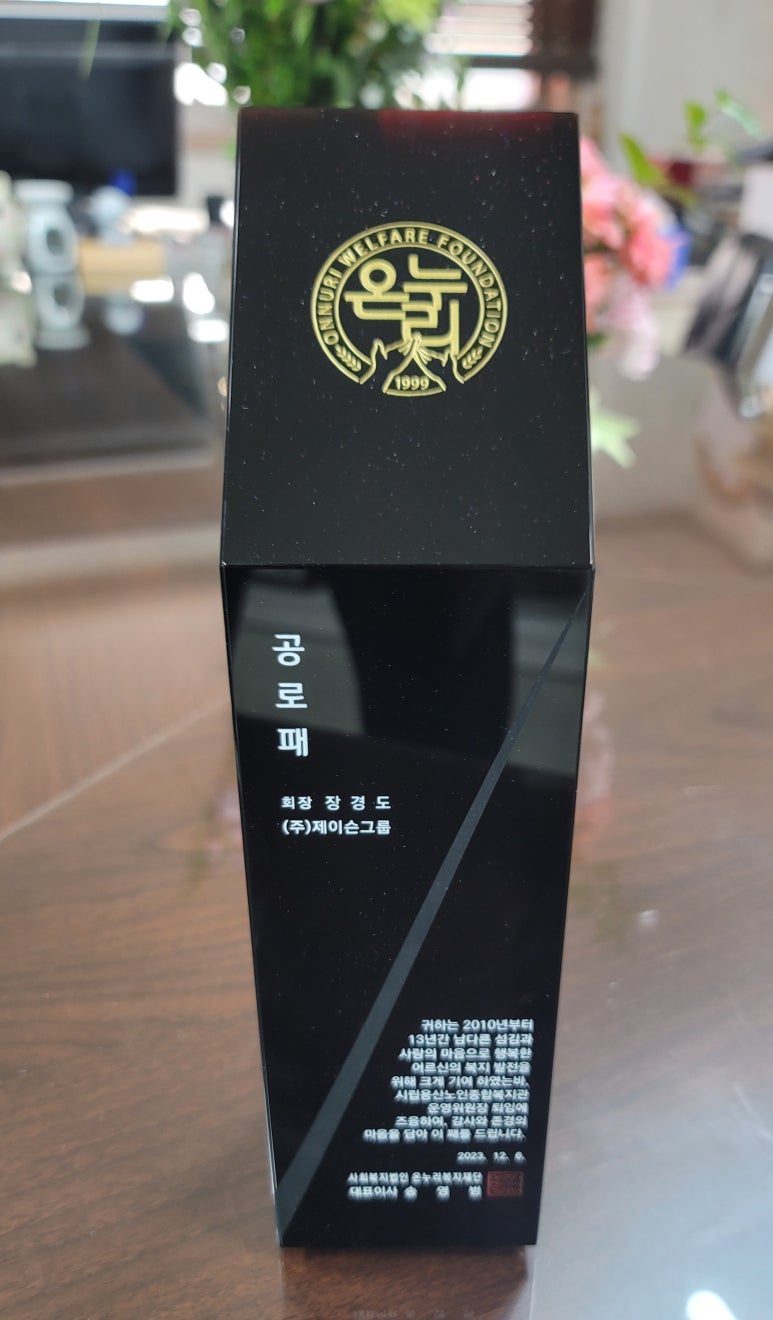 ONNURI WELFARE FOUNDATION
온누리
1999
공
로
패
회장 장 경 도
(주)제이슨그룹
귀하는 2010년부터
13년간 남다른 섬김과
사랑의 마음으로 행복한
어르신의 복지 발전을
위해 크게 기여 하였는바,
시립용산노인종합복지관
운영위원장 퇴임에
즈음하여, 감사와 존경의
마음을 담아 이 패를 드립니다.
2023. 12. 6.
사회복지법인 온누리복지재단
대표이사 송 영 범